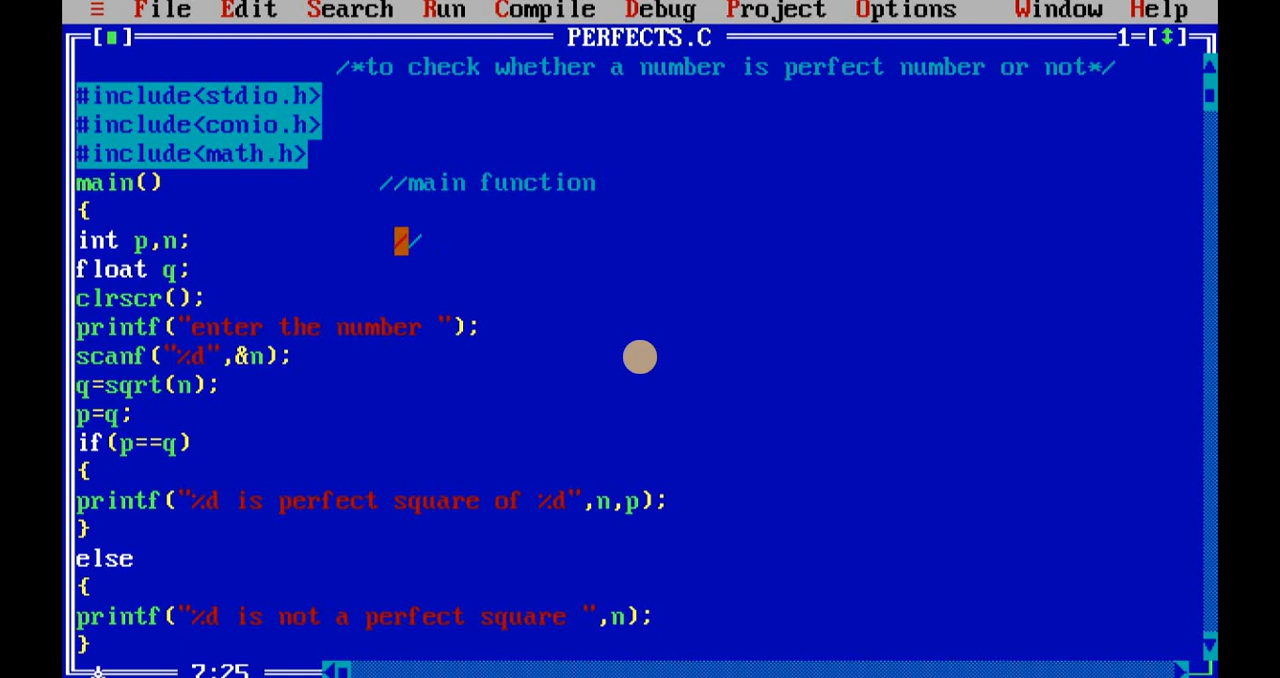 ≡ File Edit Search Run Compile Debug Project Options Window Help
[■] PERFECTS.C 1=[↕]
/*to check whether a number is perfect number or not*/
#include<stdio.h>
#include<conio.h>
#include<math.h>
main() //main function
{
int p,n; //
float q;
clrscr();
printf("enter the number ");
scanf("%d",&n);
q=sqrt(n);
p=q;
if(p==q)
{
printf("%d is perfect square of %d",n,p);
}
else
{
printf("%d is not a perfect square ",n);
}
7:25